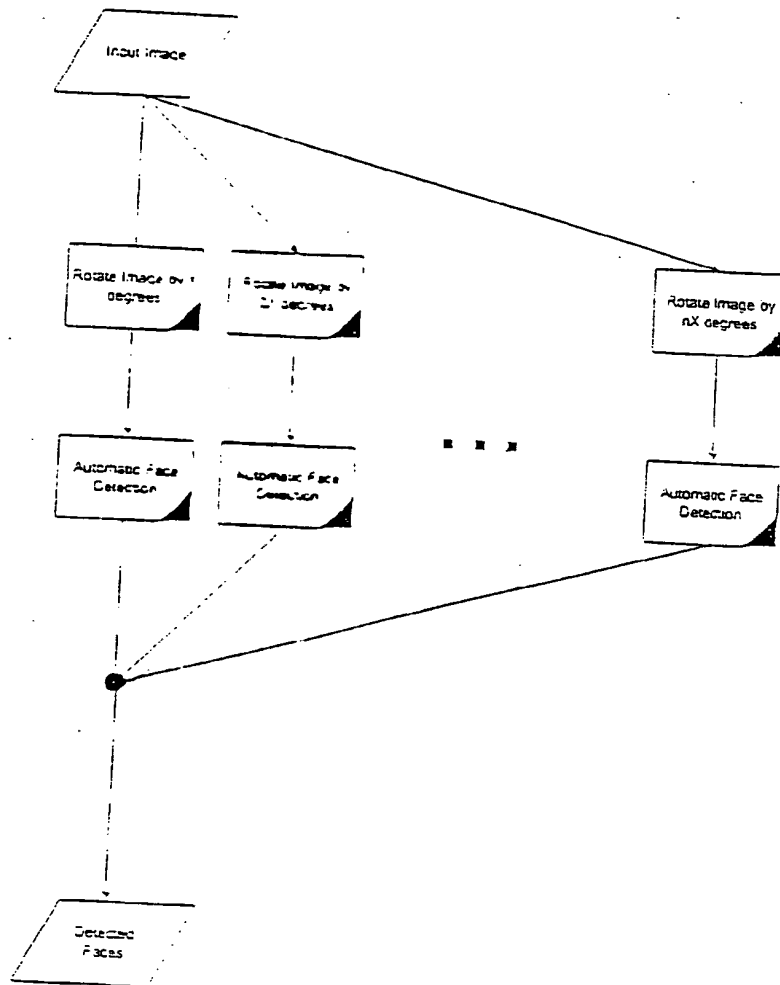 Input Image
Rotate Image by
degrees
Rotate Image by
degrees
Rotate Image by
nX degrees
Automatic Face
Detection
Automatic Face
Detection
Automatic Face
Detection
Detected
Faces